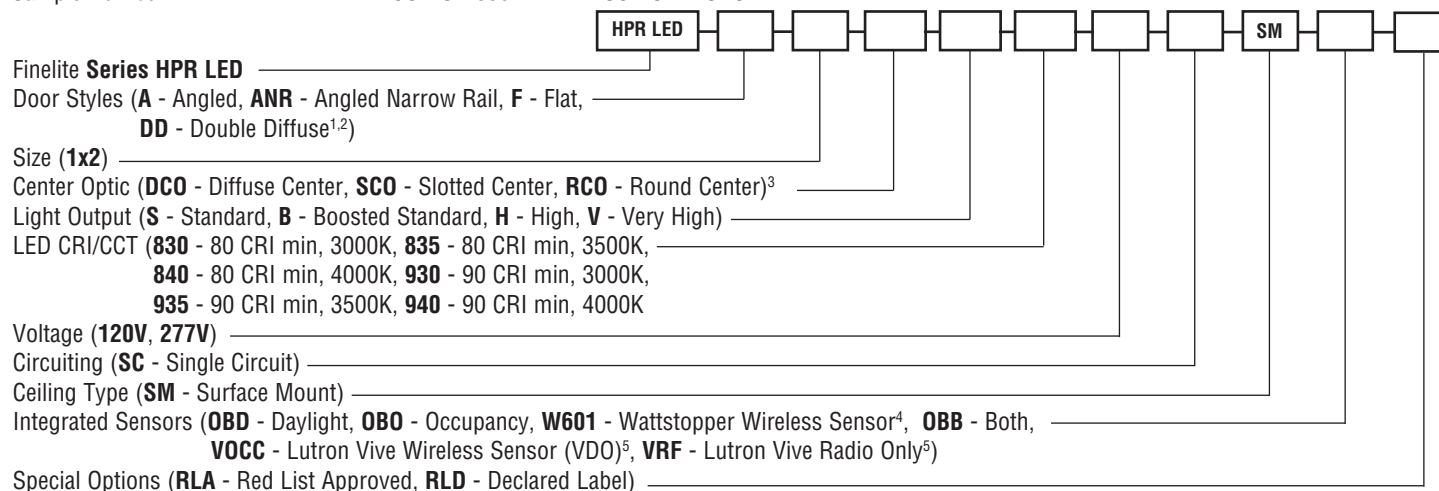 HPR LED SM
Finelite Series HPR LED
Door Styles (A - Angled, ANR - Angled Narrow Rail, F - Flat,
DD - Double Diffuse1,2)
Size (1x2)
Center Optic (DCO - Diffuse Center, SCO - Slotted Center, RCO - Round Center)3
Light Output (S - Standard, B - Boosted Standard, H - High, V - Very High)
LED CRI/CCT (830 - 80 CRI min, 3000K, 835 - 80 CRI min, 3500K,
840 - 80 CRI min, 4000K, 930 - 90 CRI min, 3000K,
935 - 90 CRI min, 3500K, 940 - 90 CRI min, 4000K
Voltage (120V, 277V)
Circuiting (SC - Single Circuit)
Ceiling Type (SM - Surface Mount)
Integrated Sensors (OBD - Daylight, OBO - Occupancy, W601 - Wattstopper Wireless Sensor4, OBB - Both,
VOCC - Lutron Vive Wireless Sensor (VDO)5, VRF - Lutron Vive Radio Only5)
Special Options (RLA - Red List Approved, RLD - Declared Label)